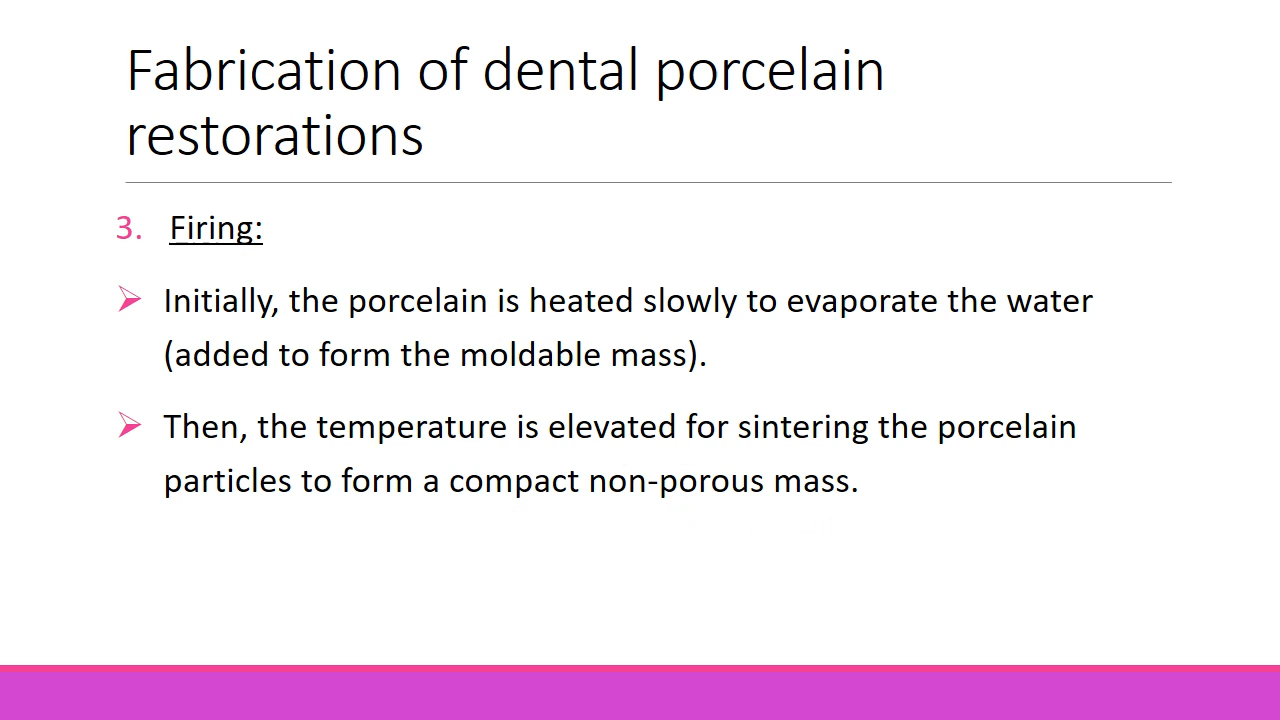 Fabrication of dental porcelain
restorations
3. Firing:
Initially, the porcelain is heated slowly to evaporate the water
(added to form the moldable mass).
Then, the temperature is elevated for sintering the porcelain
particles to form a compact non-porous mass.